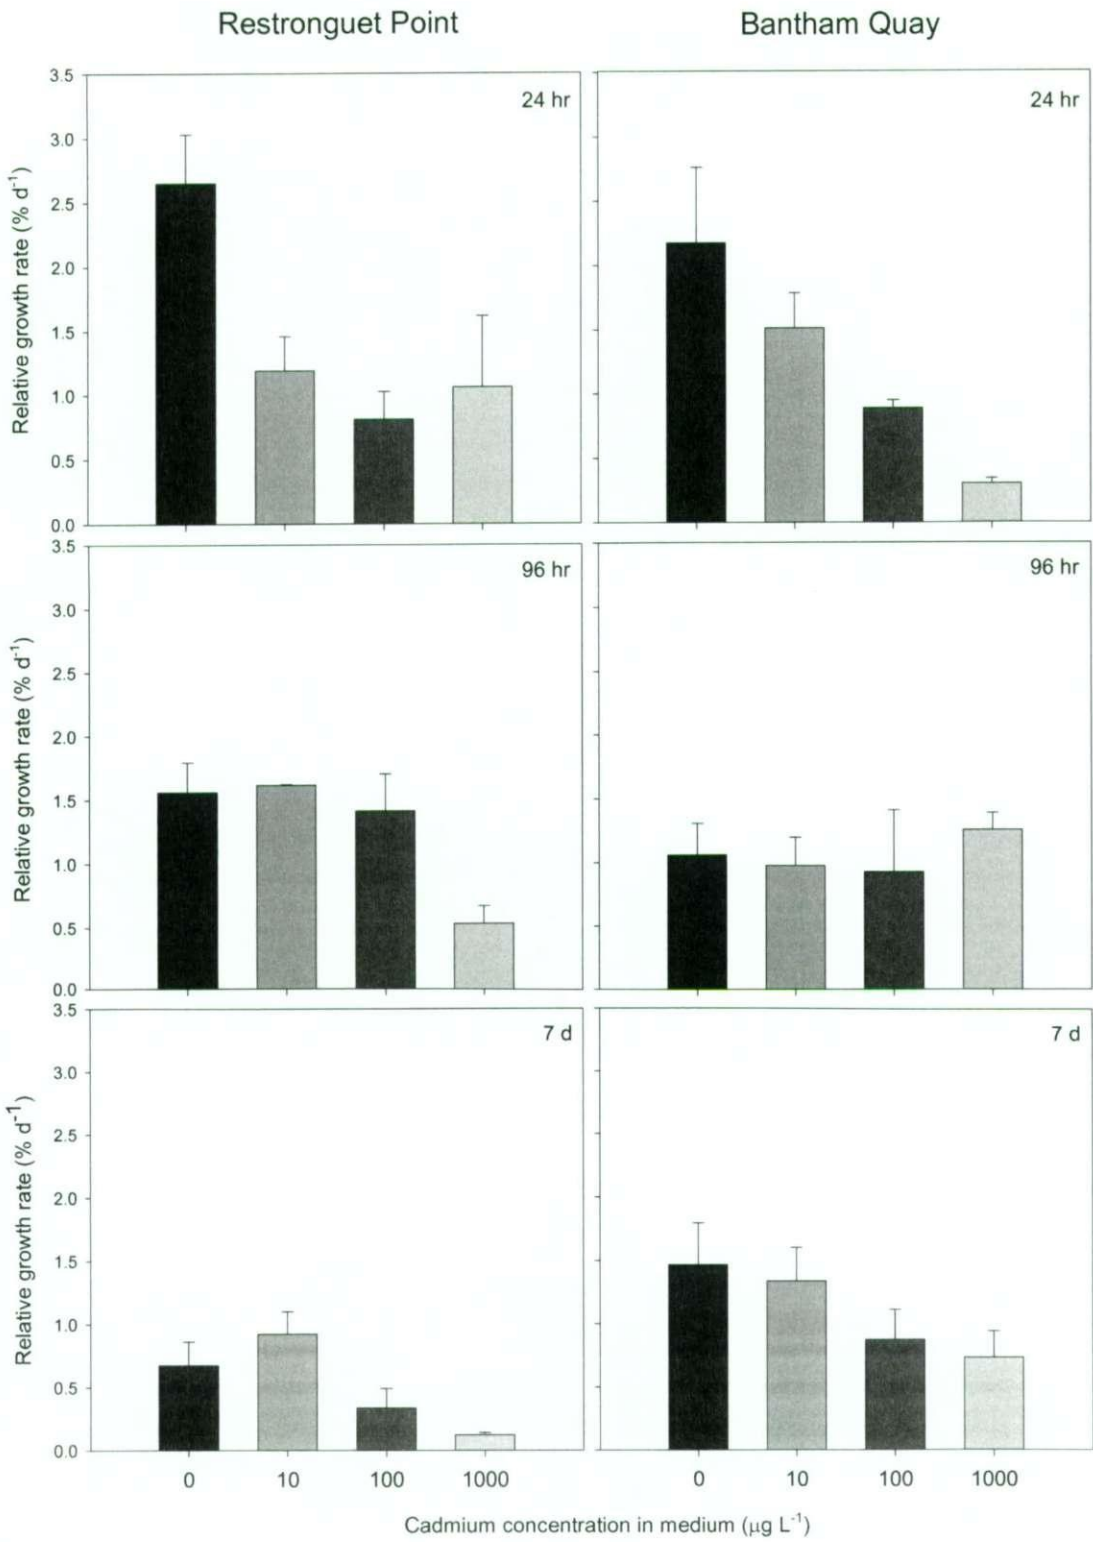 Restronguet Point
Bantham Quay
24 hr
24 hr
3.5
3.0
2.5
2.0
1.5
1.0
0.5
0.0
Relative growth rate (% d⁻¹)
96 hr
96 hr
3.5
3.0
2.5
2.0
1.5
1.0
0.5
0.0
Relative growth rate (% d⁻¹)
7 d
7 d
3.5
3.0
2.5
2.0
1.5
1.0
0.5
0.0
Relative growth rate (% d⁻¹)
0 10 100 1000
0 10 100 1000
Cadmium concentration in medium (μg L⁻¹)